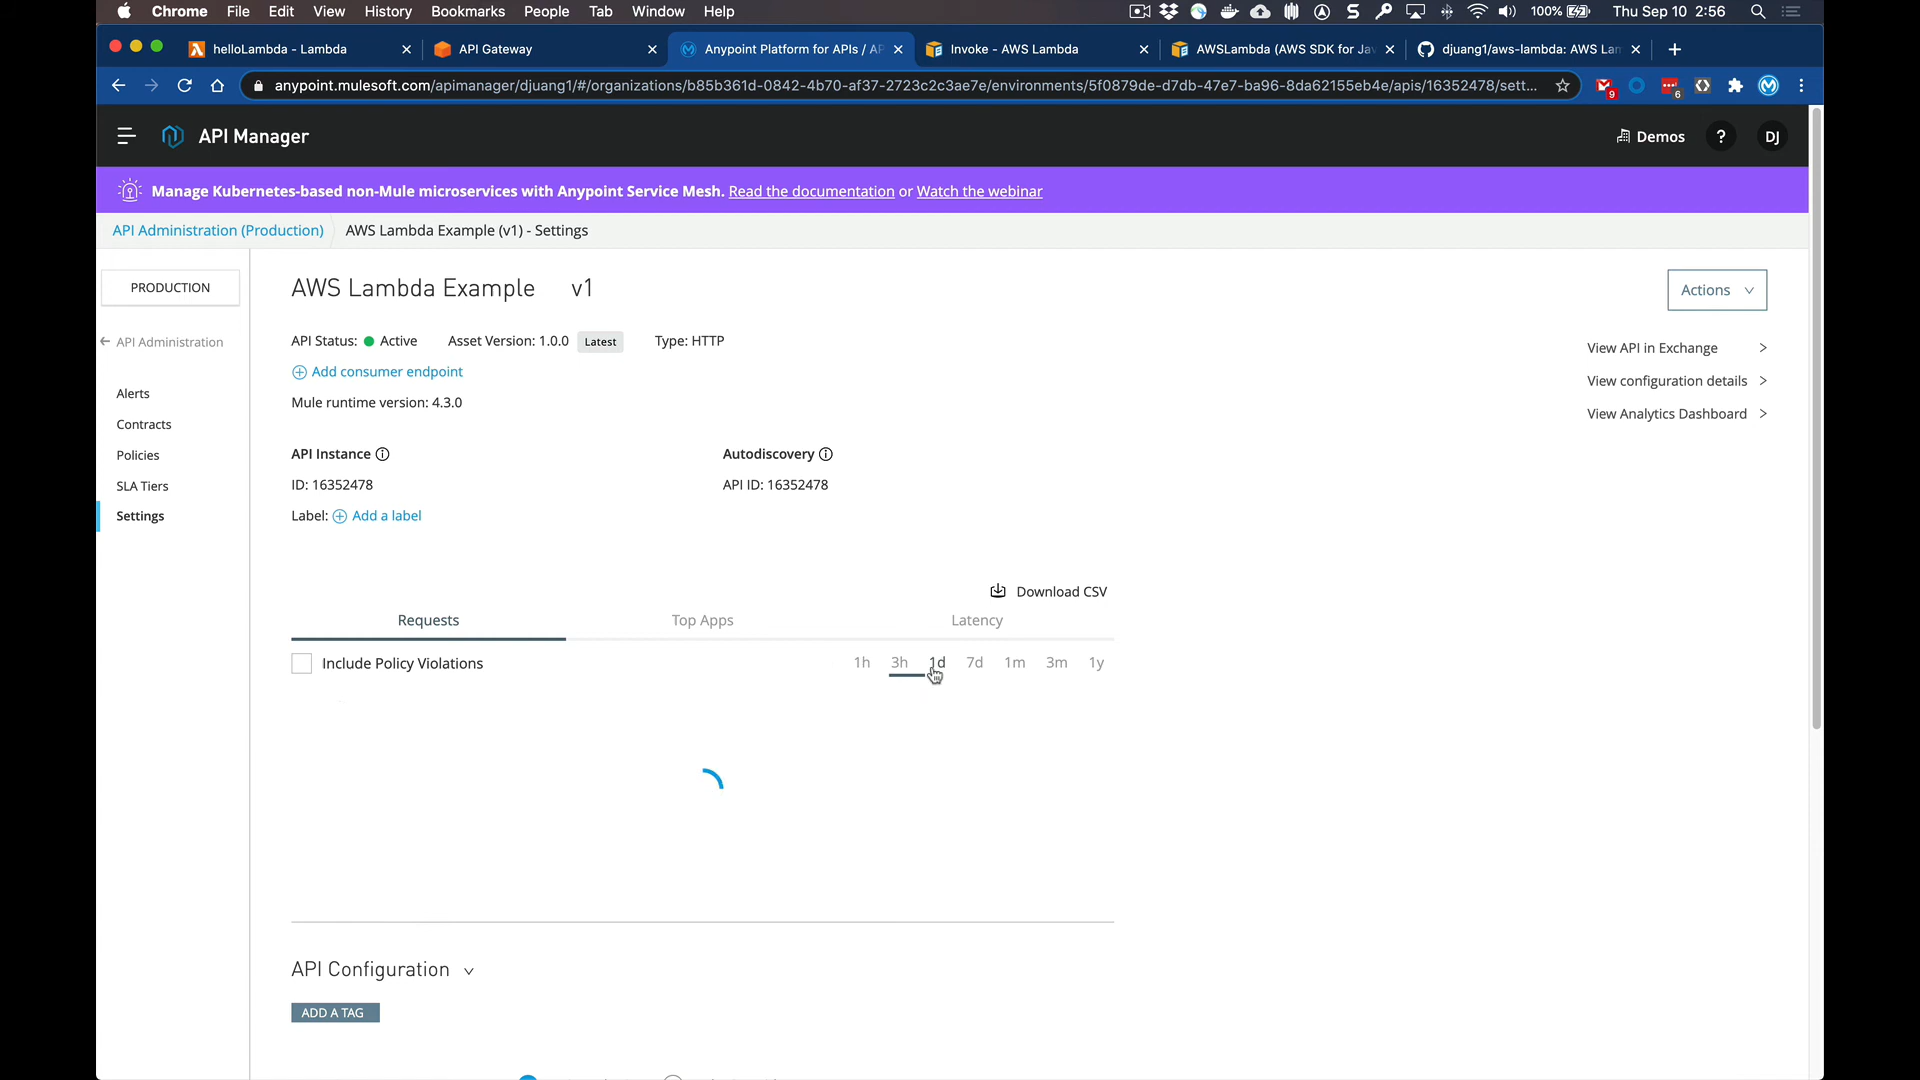 Chrome File Edit View History Bookmarks People Tab Window Help 100% Thu Sep 10 2:56
helloLambda - Lambda API Gateway Anypoint Platform for APIs / AP Invoke - AWS Lambda AWSLambda (AWS SDK for Ja djuang1/aws-lambda: AWS Lam
anypoint.mulesoft.com/apimanager/djuang1/#/organizations/b85b361d-0842-4b70-af37-2723c2c3ae7e/environments/5f0879de-d7db-47e7-ba96-8da62155eb4e/apis/16352478/sett... 9 6
API Manager Demos ? DJ
Manage Kubernetes-based non-Mule microservices with Anypoint Service Mesh. Read the documentation or Watch the webinar
API Administration (Production) AWS Lambda Example (v1) - Settings
PRODUCTION
AWS Lambda Example v1
Actions
API Administration
API Status: Active Asset Version: 1.0.0 Latest Type: HTTP
View API in Exchange
Add consumer endpoint
View configuration details
Alerts
Mule runtime version: 4.3.0
View Analytics Dashboard
Contracts
Policies
API Instance Autodiscovery
SLA Tiers
ID: 16352478 API ID: 16352478
Settings
Label: Add a label
Download CSV
Requests Top Apps Latency
Include Policy Violations 1h 3h 1d 7d 1m 3m 1y
API Configuration
ADD A TAG